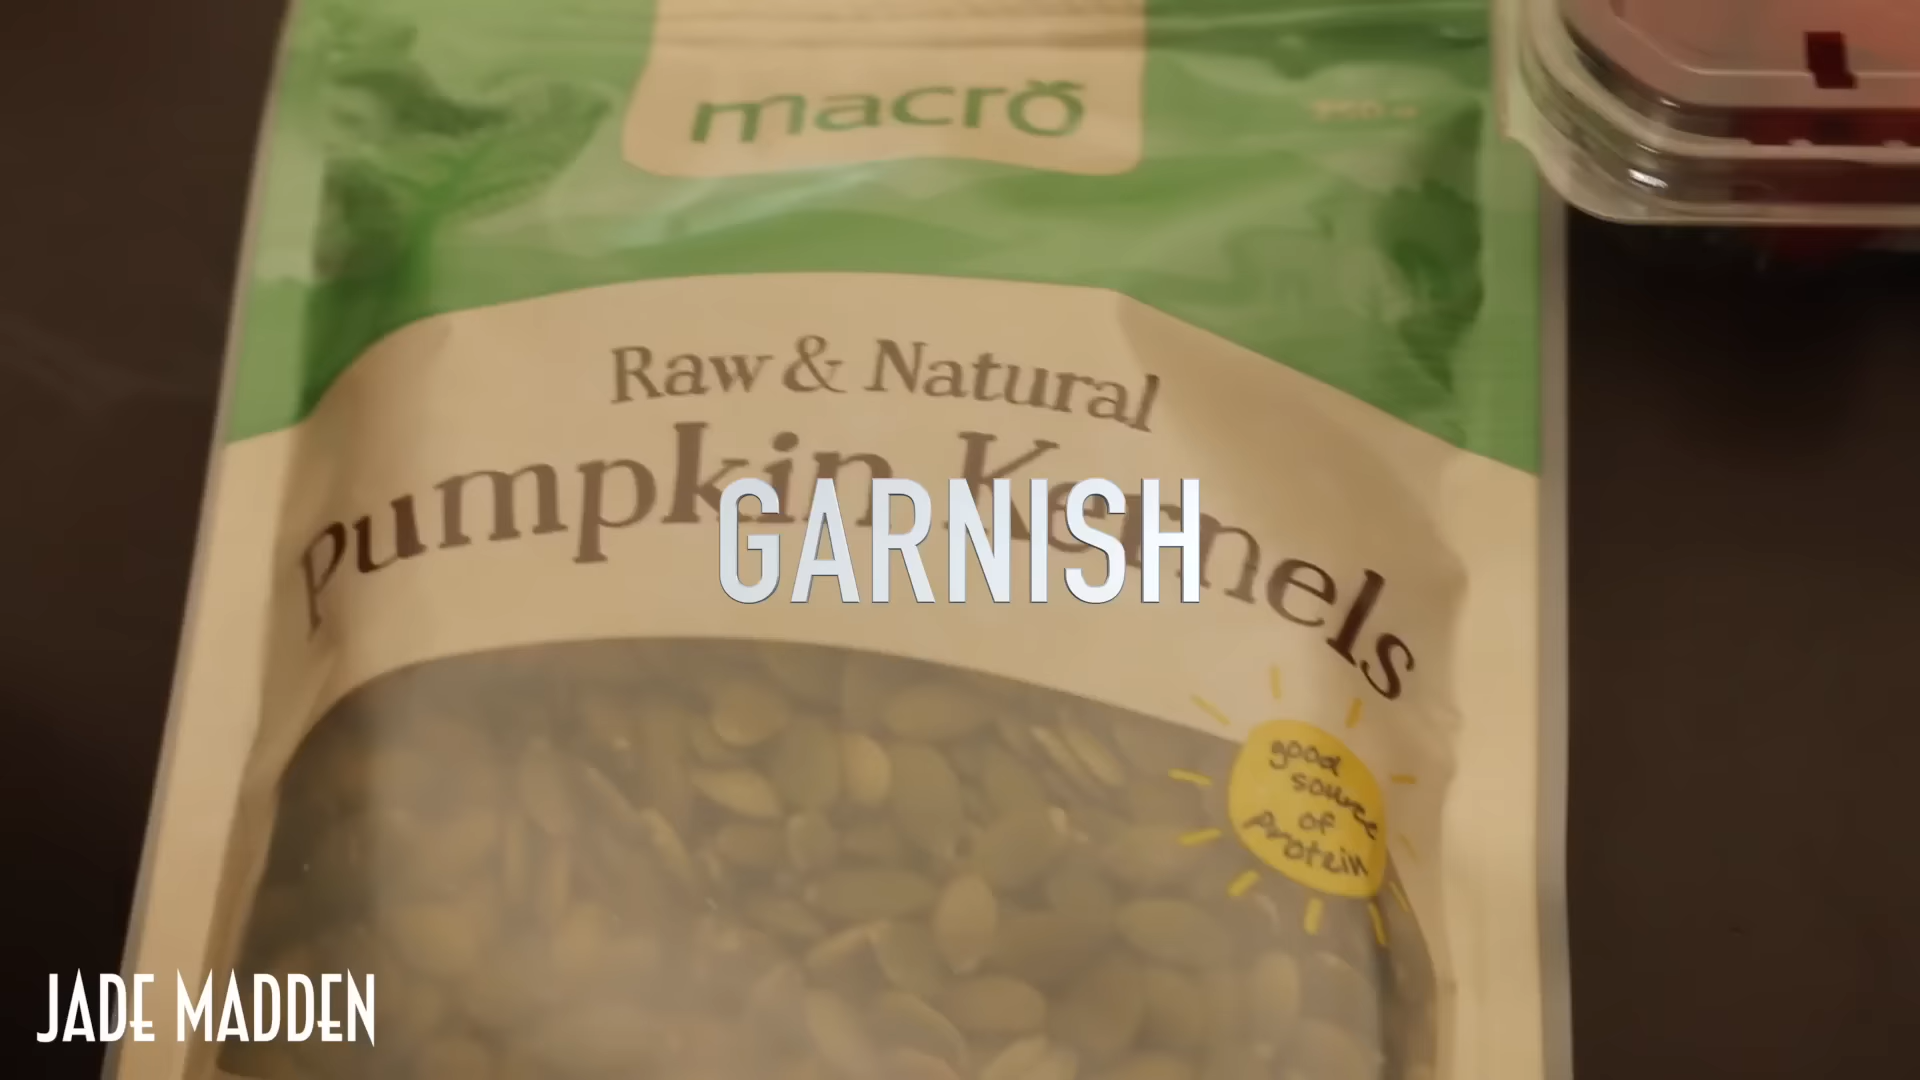 macro
Raw & Natural
Pumpkin Kernels
GARNISH
good
source
of
protein
JADE MADDEN